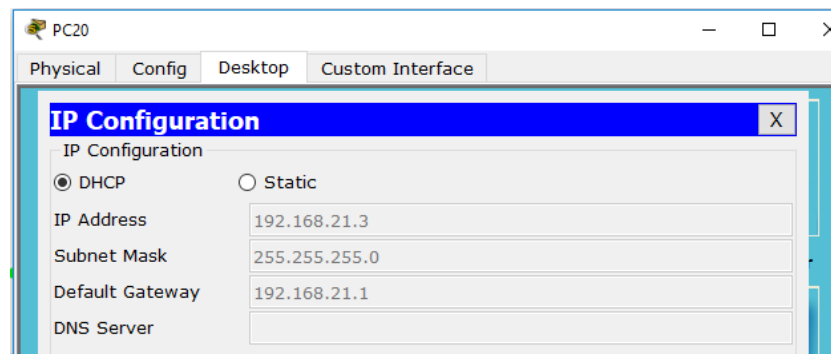 PC20
Physical Config Desktop Custom Interface
IP Configuration X
IP Configuration
DHCP Static
IP Address 192.168.21.3
Subnet Mask 255.255.255.0
Default Gateway 192.168.21.1
DNS Server